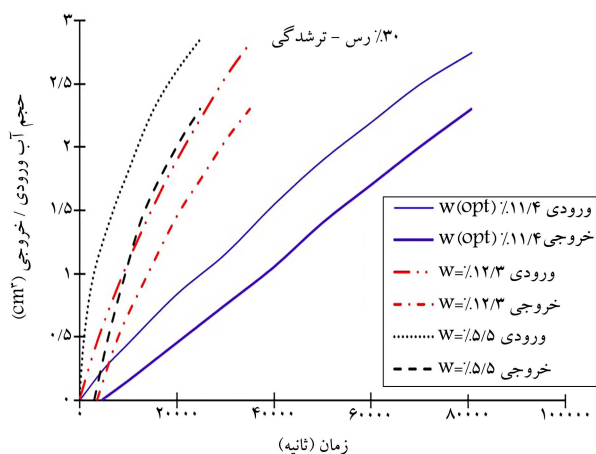 ٪۳۰ رس – ترشدگی
۳
۲/۵
۲
۱/۵
۱
۰/۵
۰
حجم آب ورودی / خروجی (cm³)
۰ ۲۰۰۰۰ ۴۰۰۰۰ ۶۰۰۰۰ ۸۰۰۰۰ ۱۰۰۰۰۰
زمان (ثانیه)
ورودی w(opt) ٪۱۱/۴
خروجی w(opt) ٪۱۱/۴
ورودی w=٪۱۲/۳
خروجی w=٪۱۲/۳
ورودی w=٪۵/۵
خروجی w=٪۵/۵